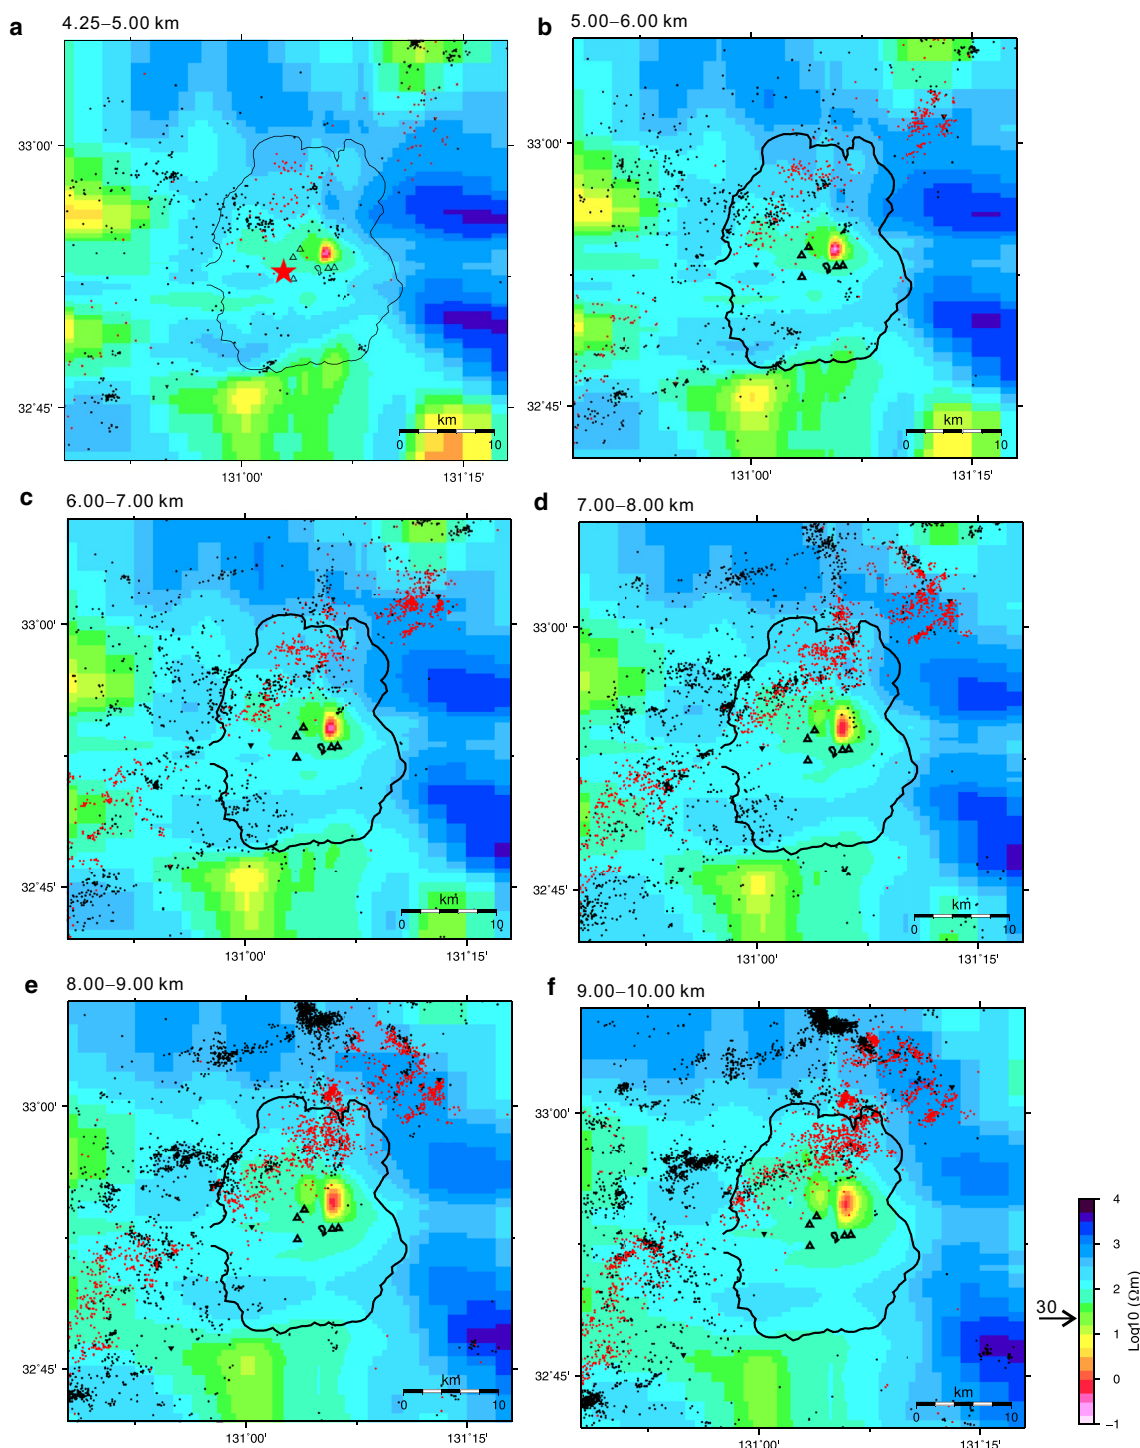 a
4.25–5.00 km
b
5.00–6.00 km
33°00'
32°45'
km
0 10
131°00' 131°15'
33°00'
32°45'
km
0 10
131°00' 131°15'
c
6.00–7.00 km
d
7.00–8.00 km
33°00'
32°45'
km
0 10
131°00' 131°15'
33°00'
32°45'
km
0 10
131°00' 131°15'
e
8.00–9.00 km
f
9.00–10.00 km
33°00'
32°45'
km
0 10
131°00' 131°15'
33°00'
32°45'
km
0 10
131°00' 131°15'
30
4
3
2
1
0
−1
Log10 (Ωm)